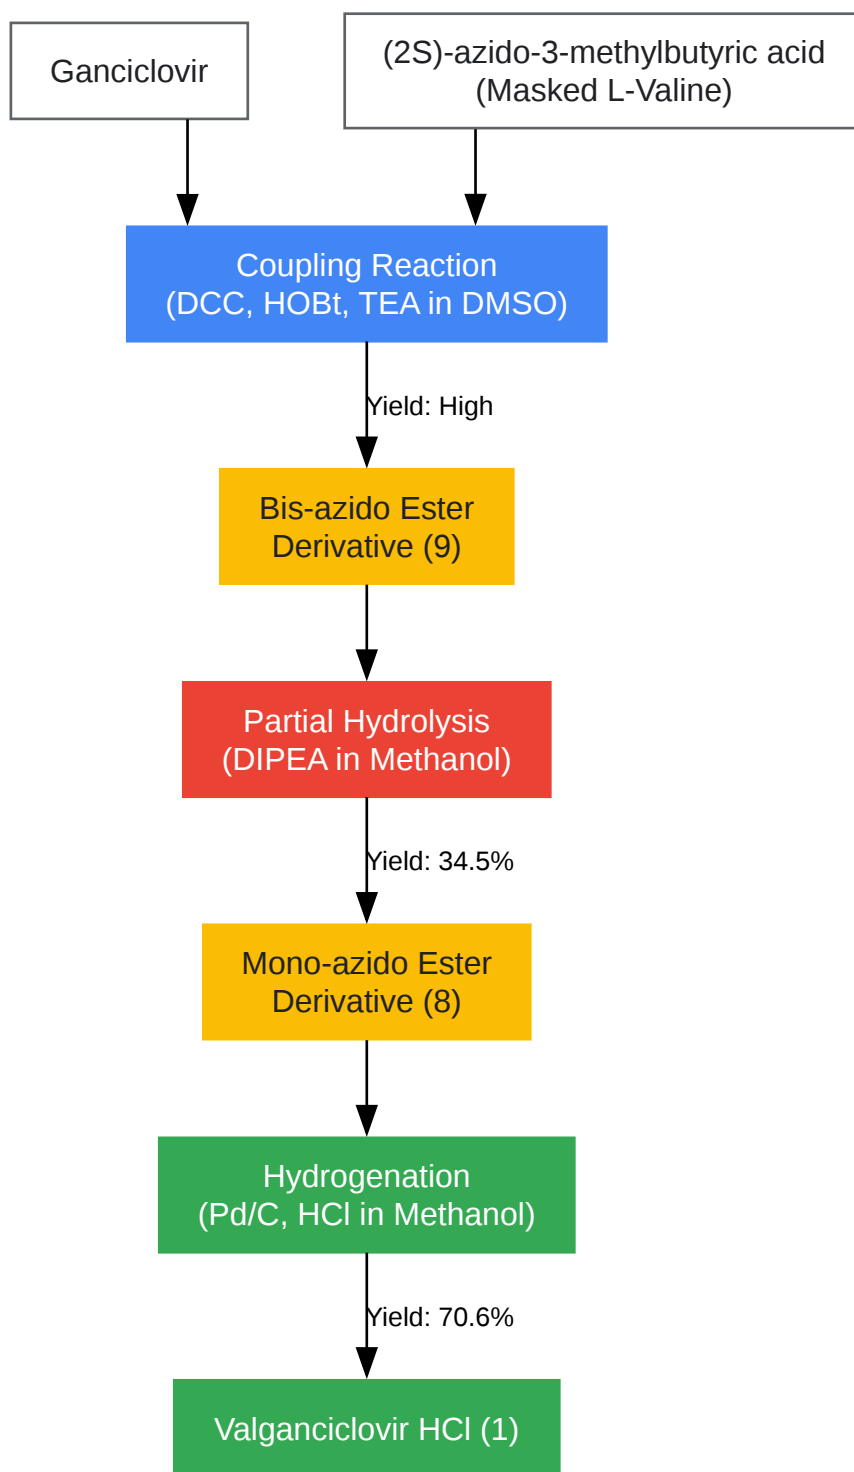 Ganciclovir
(2S)-azido-3-methylbutyric acid
(Masked L-Valine)
Coupling Reaction
(DCC, HOBt, TEA in DMSO)
Yield: High
Bis-azido Ester
Derivative (9)
Partial Hydrolysis
(DIPEA in Methanol)
Yield: 34.5%
Mono-azido Ester
Derivative (8)
Hydrogenation
(Pd/C, HCl in Methanol)
Yield: 70.6%
Valganciclovir HCl (1)